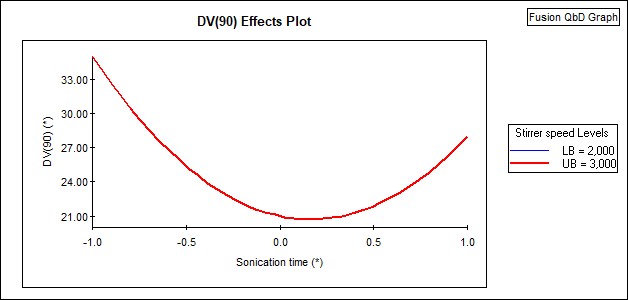 DV(90) Effects Plot
Fusion QbD Graph
33.00
30.00
27.00
24.00
21.00
DV(90) (*)
-1.0 -0.5 0.0 0.5 1.0
Sonication time (*)
Stirrer speed Levels
LB = 2,000
UB = 3,000